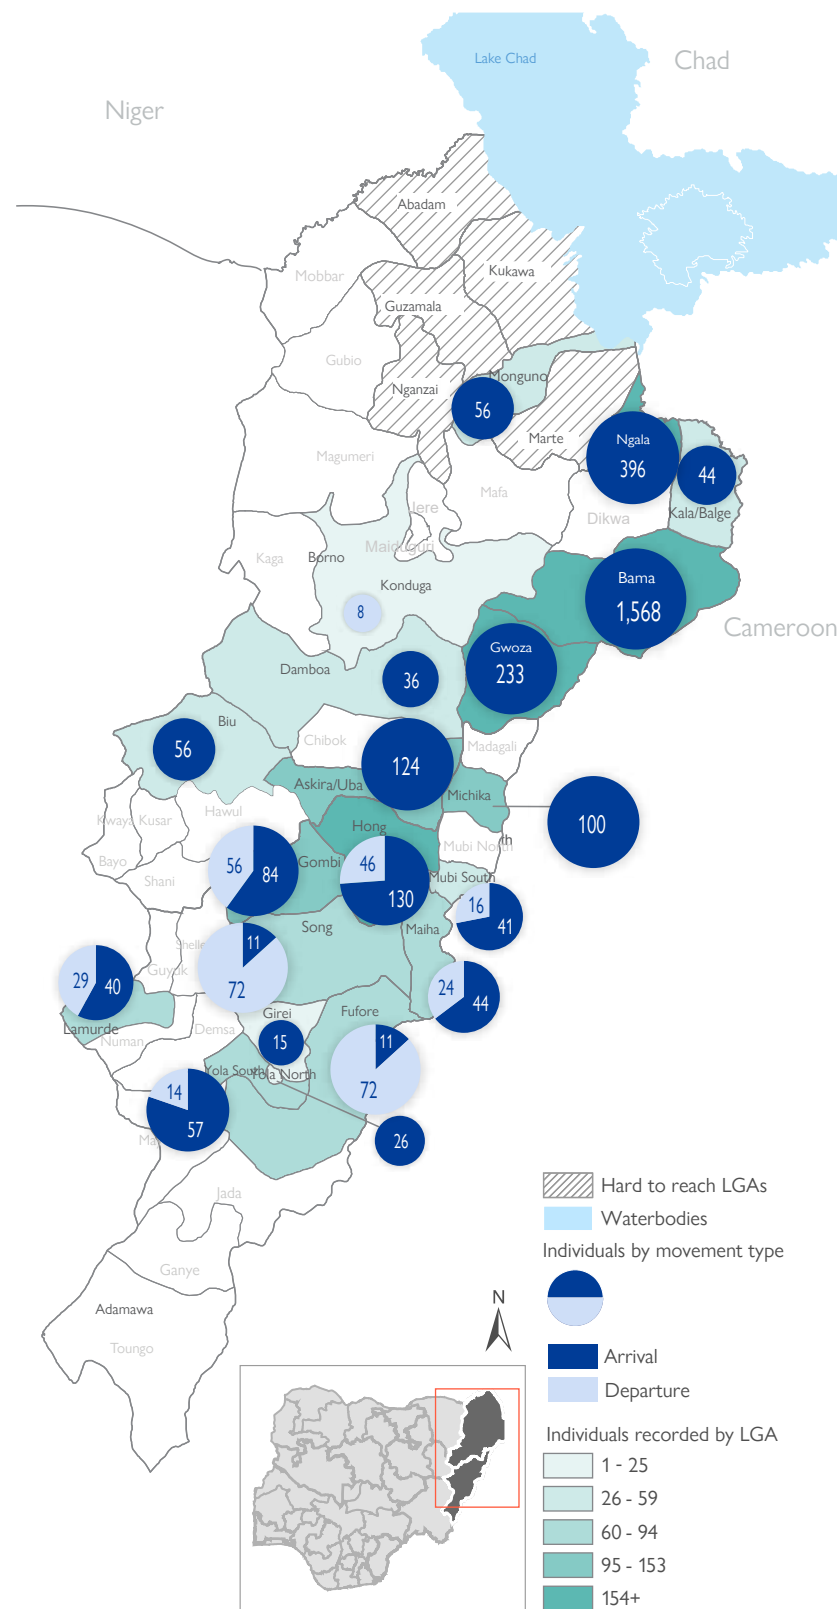 Lake Chad
Chad
Niger
Abadam
Kukawa
Mobbar
Guzamala
Gubio
Monguno
Nganzai
56
Marte
Ngala
396
44
Magumeri
Mafa
Jere
Dikwa
Kala/Balge
Maiduguri
Kaga
Borno
Konduga
Bama
1,568
8
Cameroon
Gwoza
233
Damboa
36
Biu
56
Chibok
Madagali
124
Askira/Uba
Michika
100
Kwaya Kusar
Hawul
Hong
Mubi North
th
Bayo
Shani
56
84
Gombi
46
130
Mubi South
16
41
Song
Maiha
Shelleng
11
72
Guyuk
29
40
24
44
Lamurde
Numan
Demsa
Girei
15
Fufore
11
72
Yola South
Yola North
14
57
26
Ma
Jada
Ganye
Adamawa
Toungo
N
Hard to reach LGAs
Waterbodies
Individuals by movement type
Arrival
Departure
Individuals recorded by LGA
1 - 25
26 - 59
60 - 94
95 - 153
154+